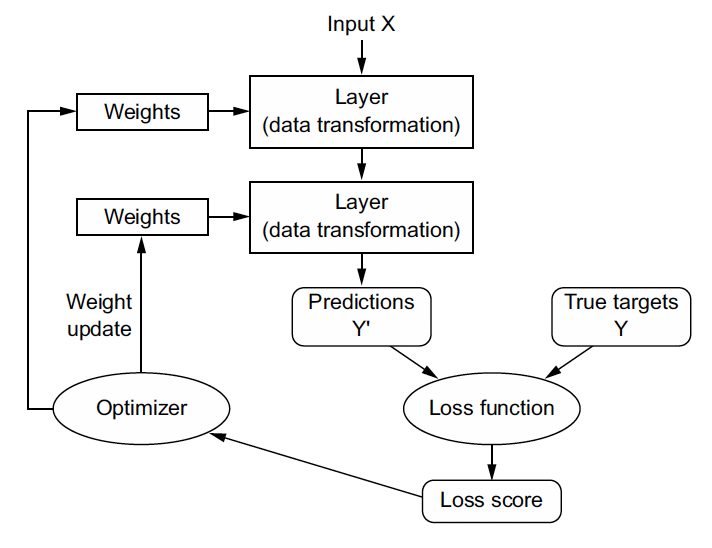 Input X
Layer
(data transformation)
Weights
Layer
(data transformation)
Weights
Predictions
Y'
True targets
Y
Weight
update
Optimizer
Loss function
Loss score